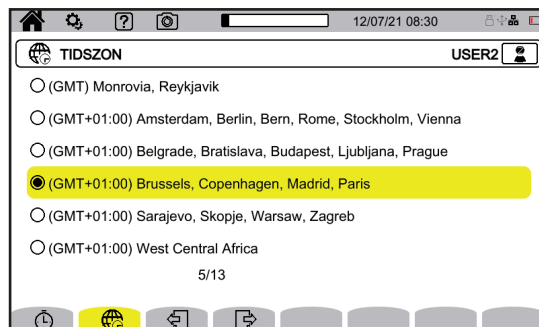 12/07/21 08:30
TIDSZON USER2
(GMT) Monrovia, Reykjavik
(GMT+01:00) Amsterdam, Berlin, Bern, Rome, Stockholm, Vienna
(GMT+01:00) Belgrade, Bratislava, Budapest, Ljubljana, Prague
(GMT+01:00) Brussels, Copenhagen, Madrid, Paris
(GMT+01:00) Sarajevo, Skopje, Warsaw, Zagreb
(GMT+01:00) West Central Africa
5/13